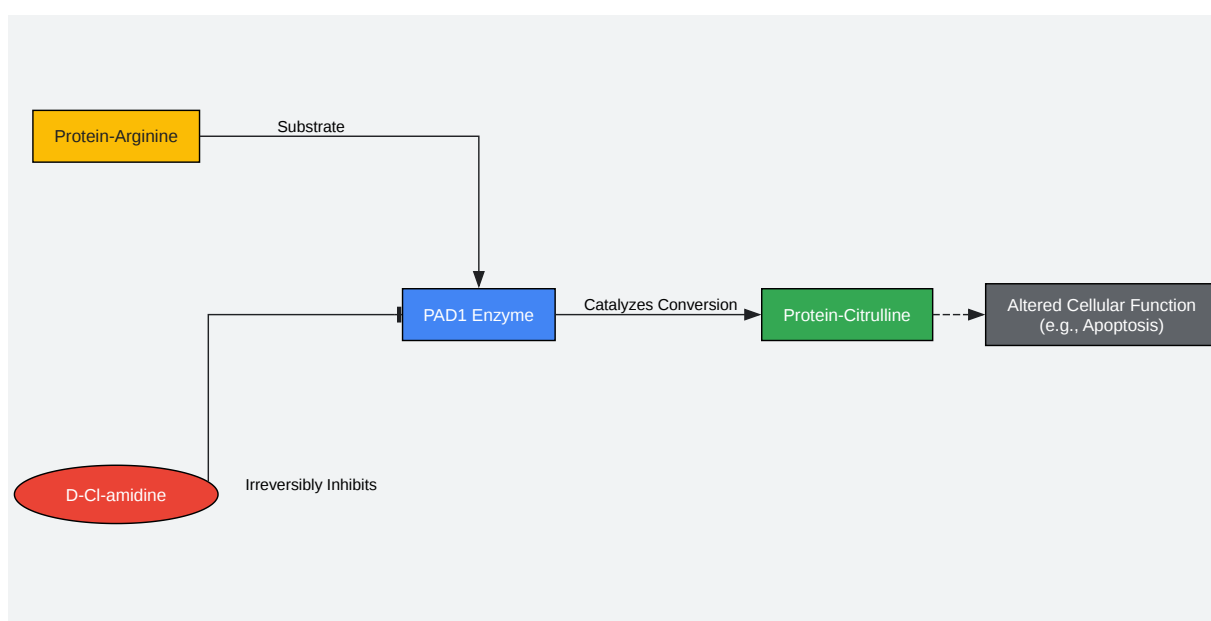 Protein-Arginine
Substrate
PAD1 Enzyme
Catalyzes Conversion
Protein-Citrulline
Altered Cellular Function
(e.g., Apoptosis)
D-Cl-amidine
Irreversibly Inhibits